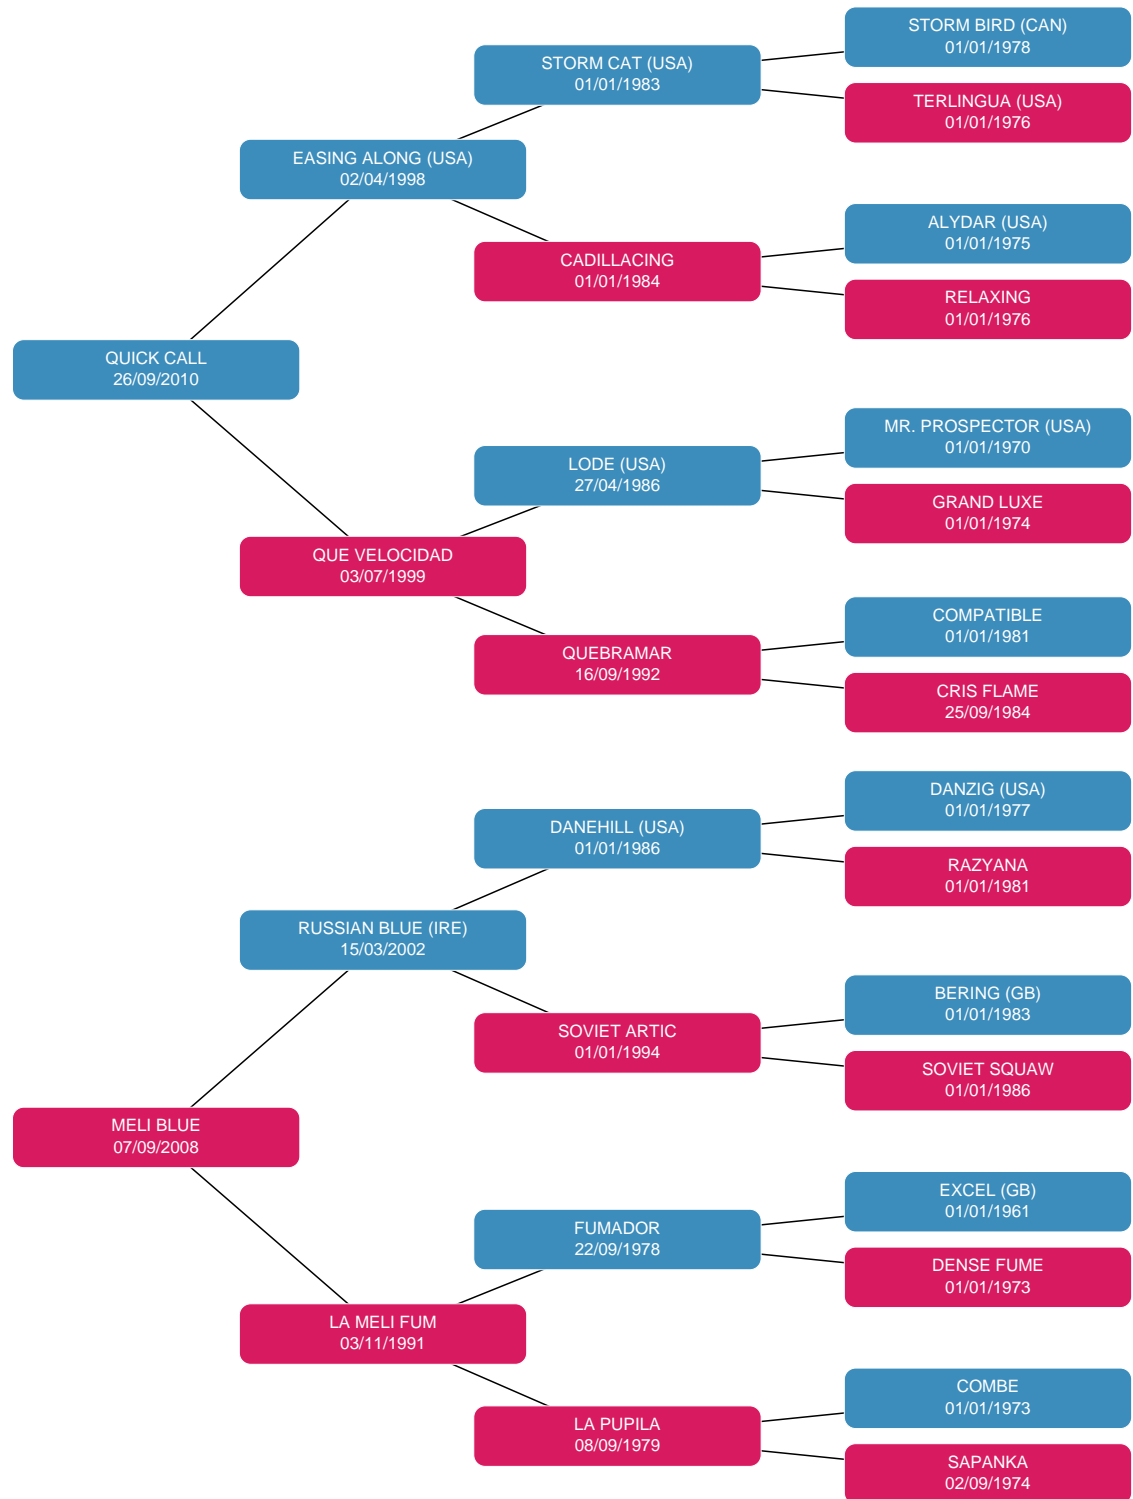 STORM BIRD (CAN)
01/01/1978
STORM CAT (USA)
01/01/1983
TERLINGUA (USA)
01/01/1976
EASING ALONG (USA)
02/04/1998
ALYDAR (USA)
01/01/1975
CADILLACING
01/01/1984
RELAXING
01/01/1976
QUICK CALL
26/09/2010
MR. PROSPECTOR (USA)
01/01/1970
LODE (USA)
27/04/1986
GRAND LUXE
01/01/1974
QUE VELOCIDAD
03/07/1999
COMPATIBLE
01/01/1981
QUEBRAMAR
16/09/1992
CRIS FLAME
25/09/1984
DANZIG (USA)
01/01/1977
DANEHILL (USA)
01/01/1986
RAZYANA
01/01/1981
RUSSIAN BLUE (IRE)
15/03/2002
BERING (GB)
01/01/1983
SOVIET ARTIC
01/01/1994
SOVIET SQUAW
01/01/1986
MELI BLUE
07/09/2008
EXCEL (GB)
01/01/1961
FUMADOR
22/09/1978
DENSE FUME
01/01/1973
LA MELI FUM
03/11/1991
COMBE
01/01/1973
LA PUPILA
08/09/1979
SAPANKA
02/09/1974